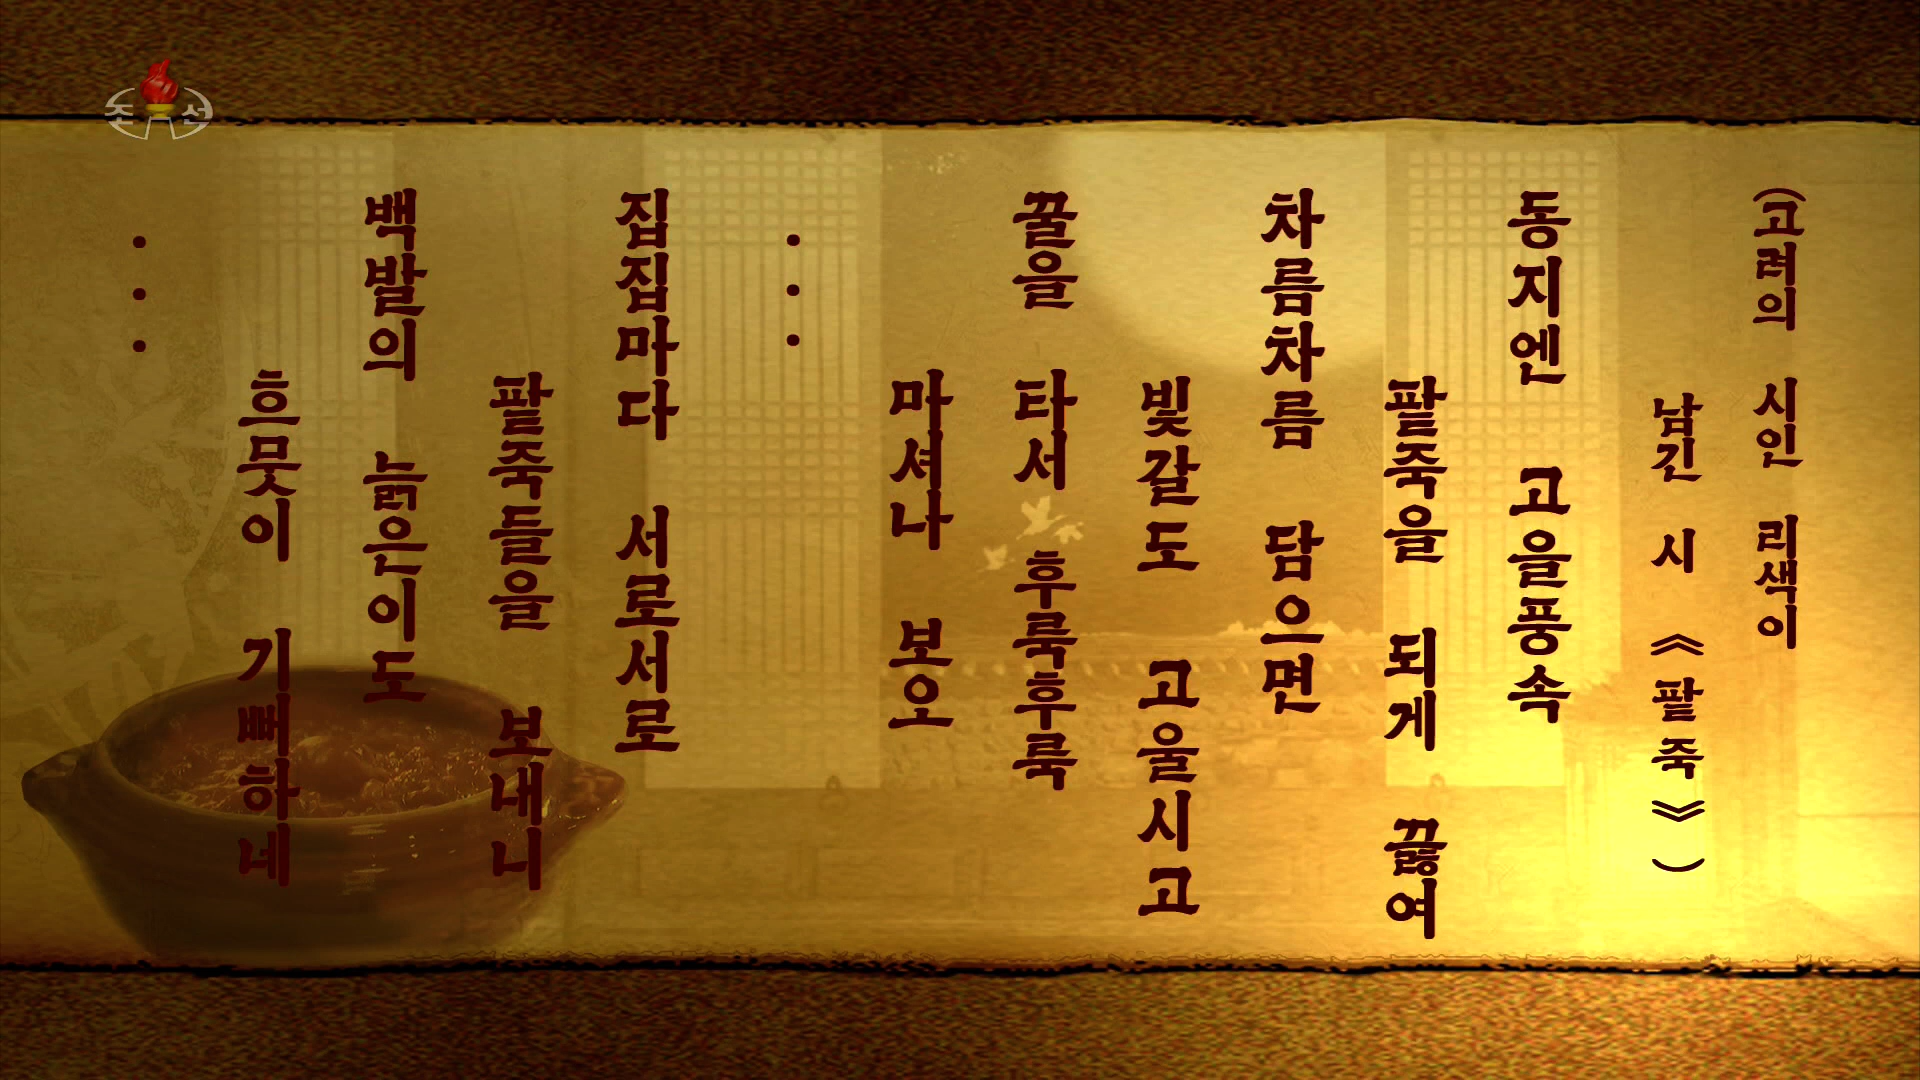 조선
(고려의 시인 리색이
남긴 시 《팥죽》)
동지엔 고을풍속
팥죽을 되게 끓여
차름차름 담으면
빛갈도 고울시고
꿀을 타서 후룩후룩
마셔나 보오
...
집집마다 서로서로
팥죽들을 보내니
백발의 늙은이도
흐뭇이 기뻐하네
...